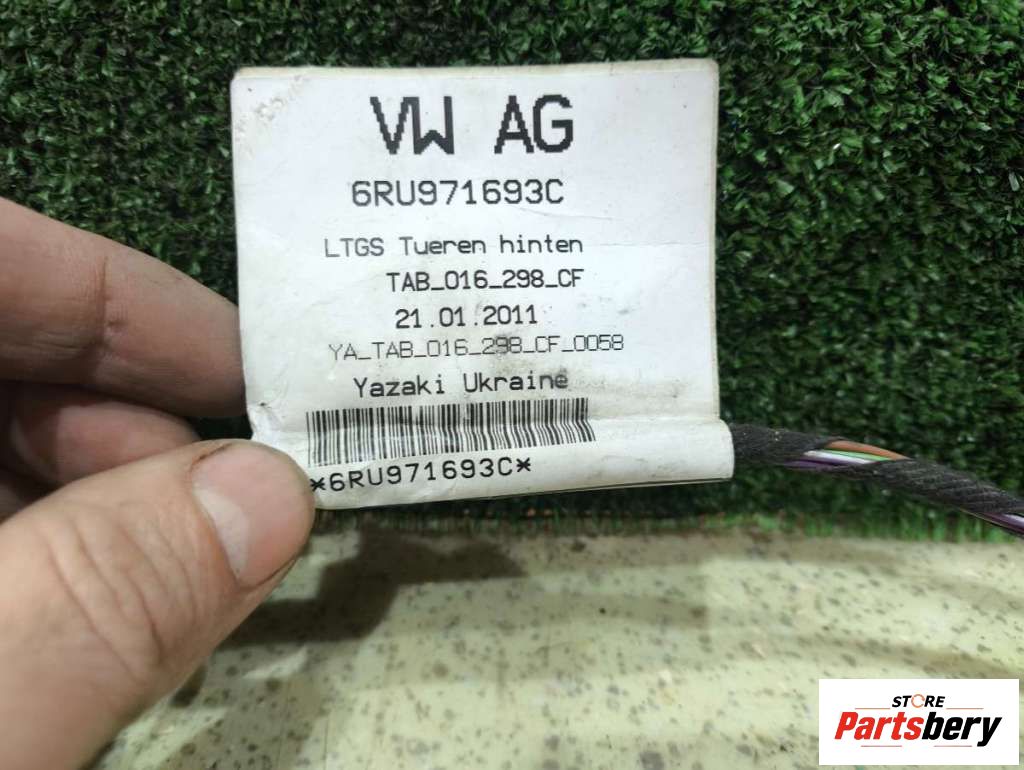 VW AG
6RU971693C
LTGS Tueren hinten
TAB_016_298_CF
21.01.2011
YA_TAB_016_298_CF_0058
Yazaki Ukraine
*6RU971693C*
STORE
Partsbery